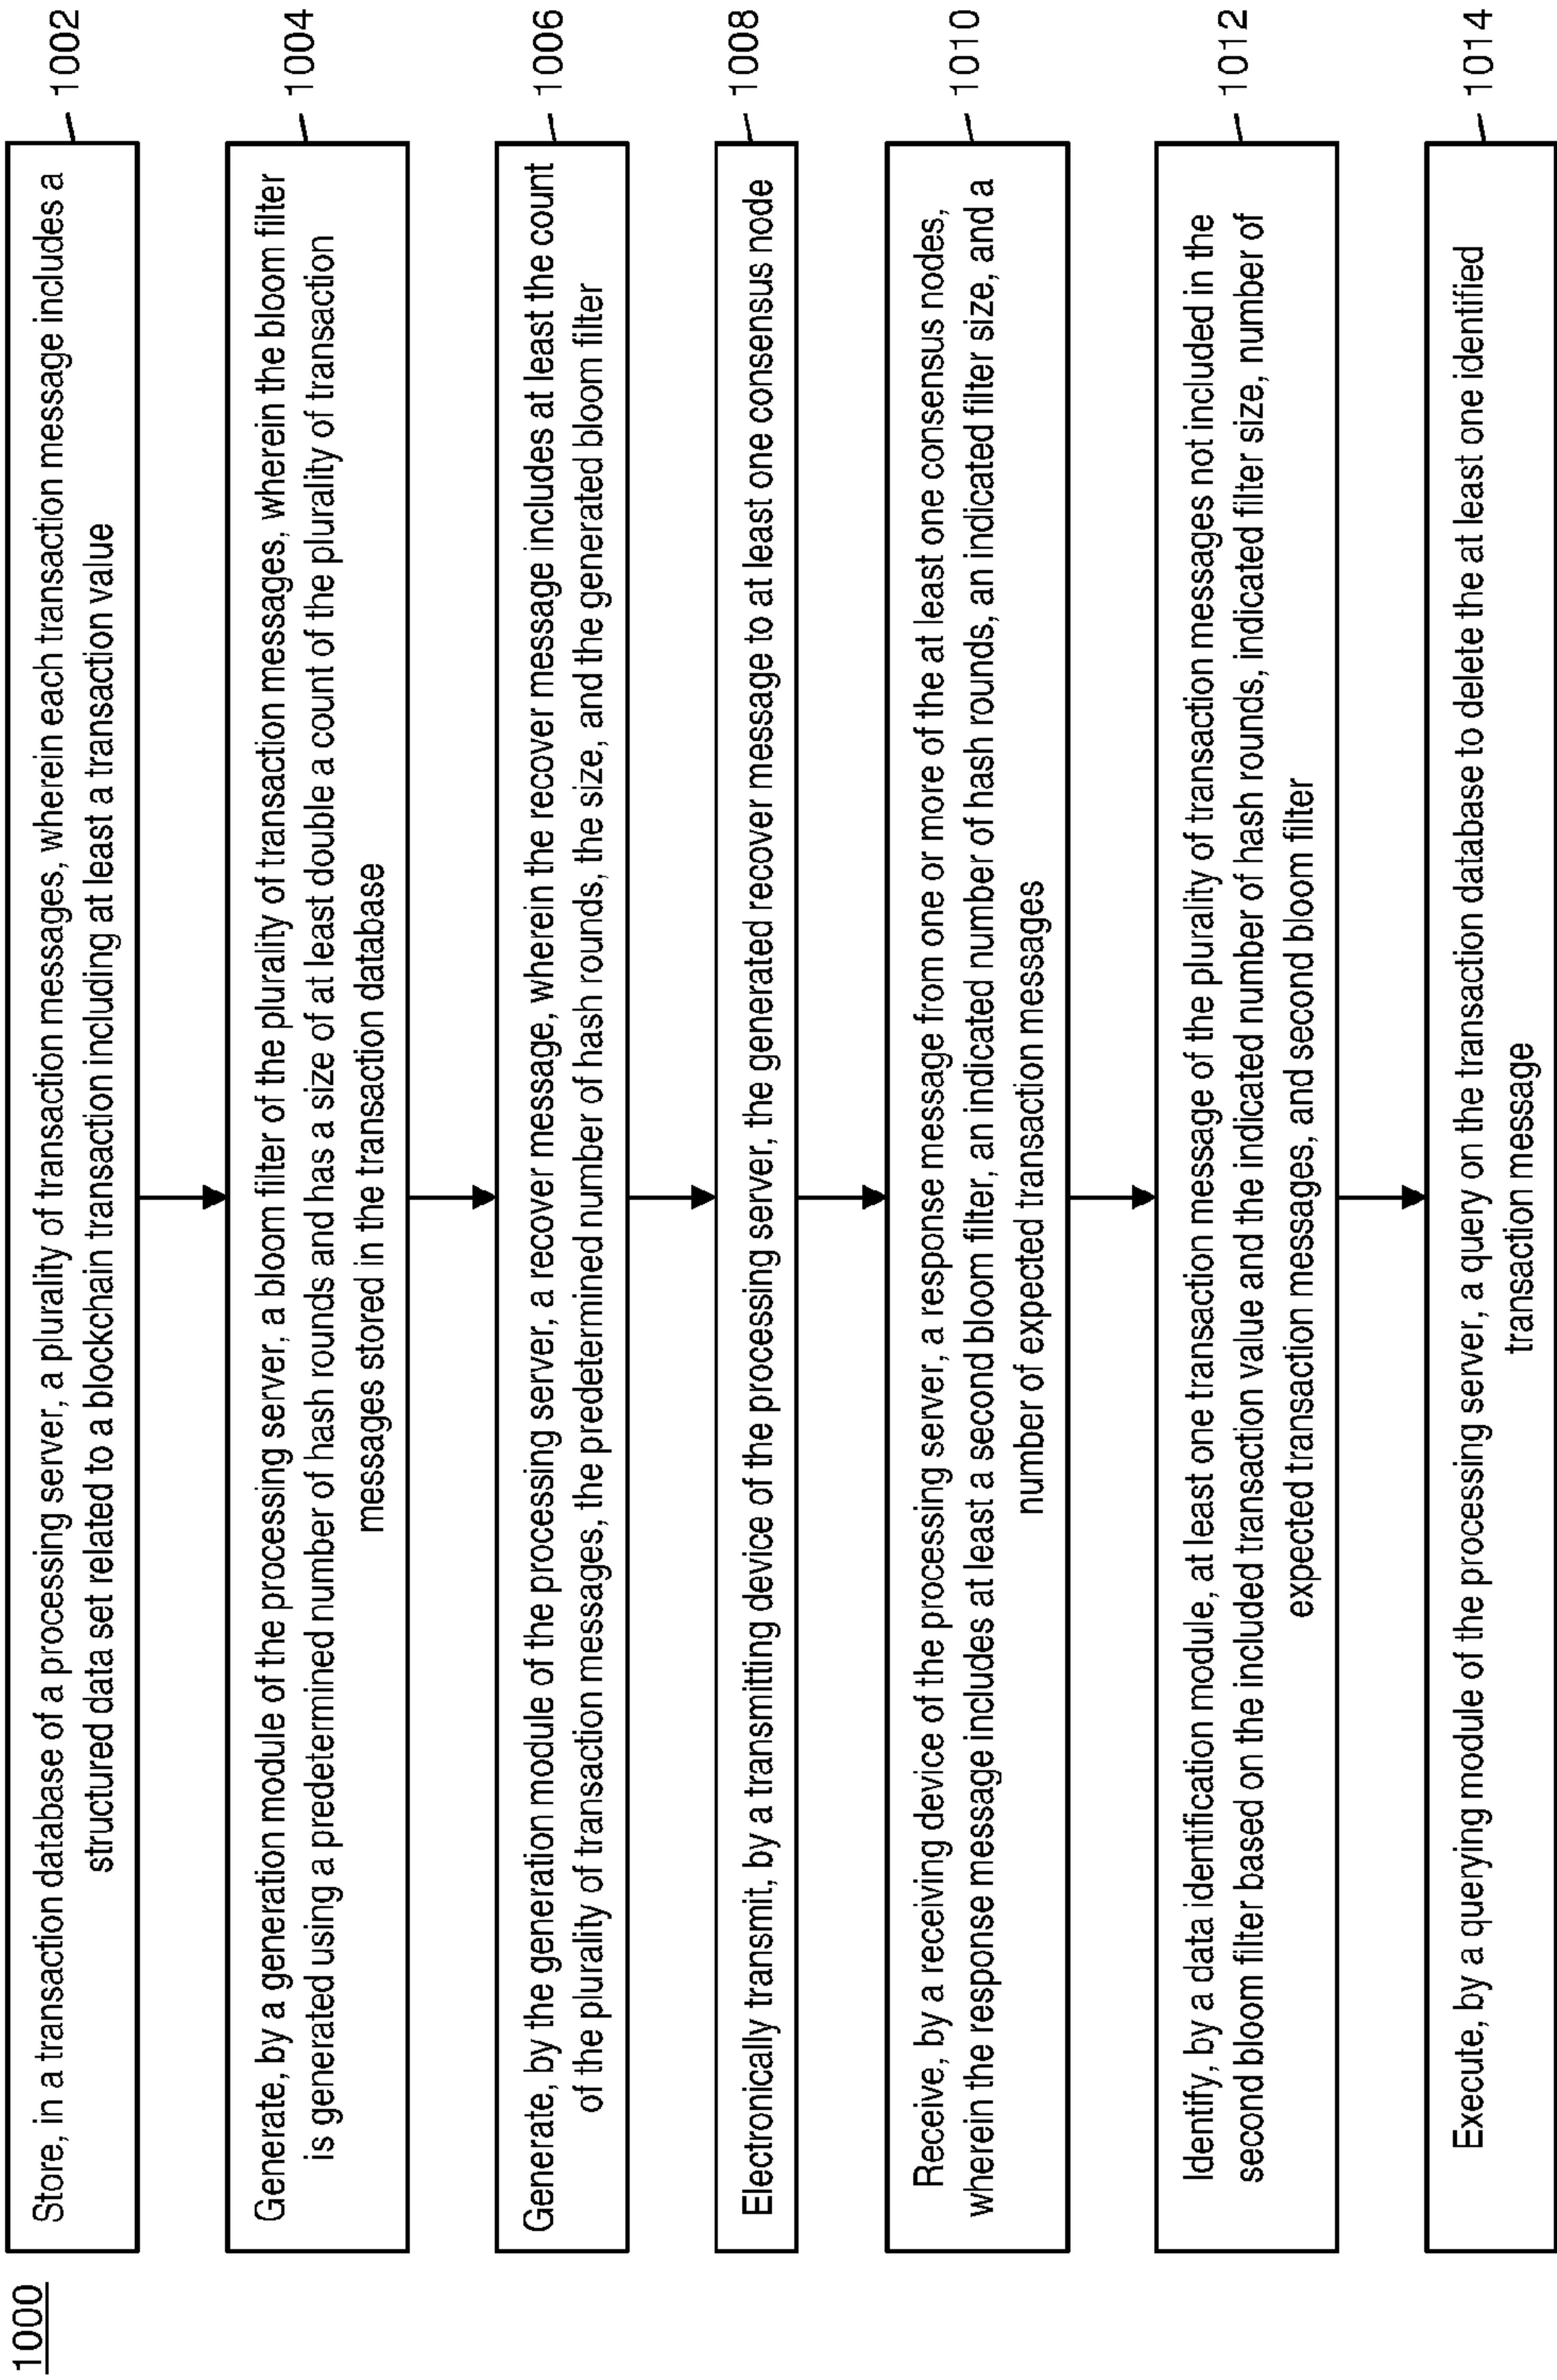 1000
Store, in a transaction database of a processing server, a plurality of transaction messages, wherein each transaction message includes a
structured data set related to a blockchain transaction including at least a transaction value
1002
Generate, by a generation module of the processing server, a bloom filter of the plurality of transaction messages, wherein the bloom filter
is generated using a predetermined number of hash rounds and has a size of at least double a count of the plurality of transaction
messages stored in the transaction database
1004
Generate, by the generation module of the processing server, a recover message, wherein the recover message includes at least the count
of the plurality of transaction messages, the predetermined number of hash rounds, the size, and the generated bloom filter
1006
Electronically transmit, by a transmitting device of the processing server, the generated recover message to at least one consensus node
1008
Receive, by a receiving device of the processing server, a response message from one or more of the at least one consensus nodes,
wherein the response message includes at least a second bloom filter, an indicated number of hash rounds, an indicated filter size, and a
number of expected transaction messages
1010
Identify, by a data identification module, at least one transaction message of the plurality of transaction messages not included in the
second bloom filter based on the included transaction value and the indicated number of hash rounds, indicated filter size, number of
expected transaction messages, and second bloom filter
1012
Execute, by a querying module of the processing server, a query on the transaction database to delete the at least one identified
transaction message
1014